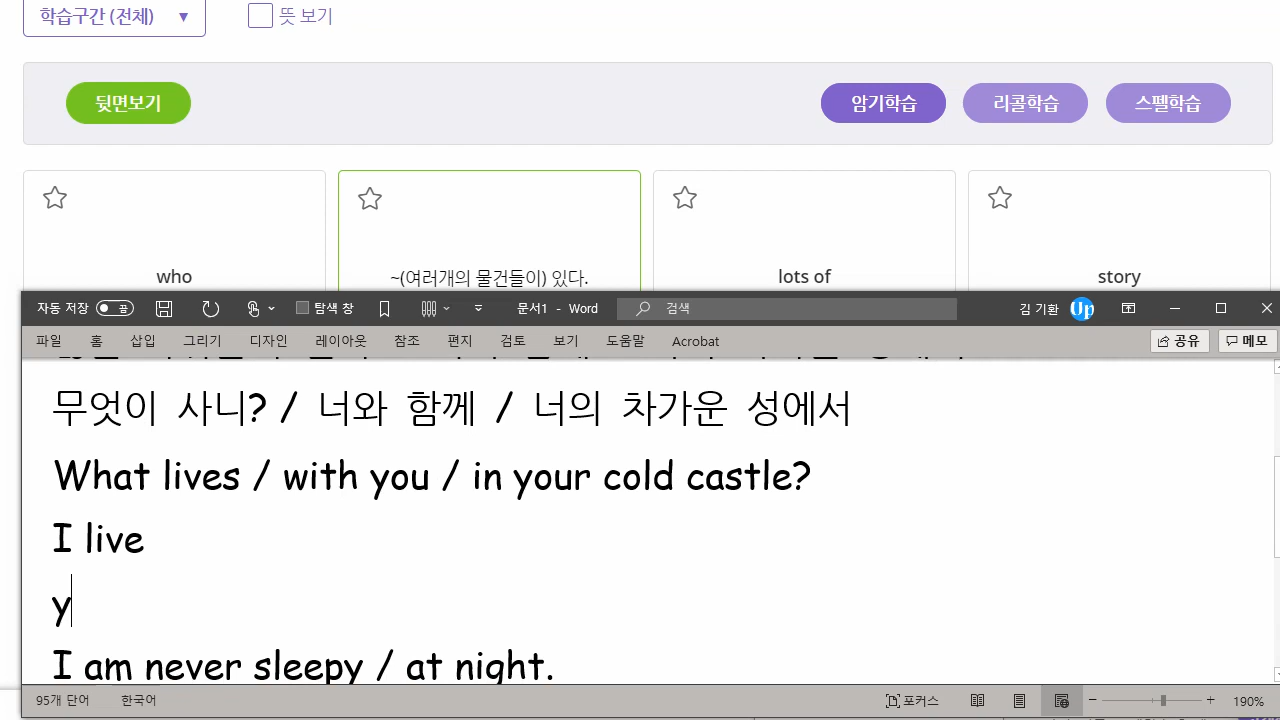 학습구간 (전체) ▼ 뜻 보기
뒷면보기 암기학습 리콜학습 스펠학습
who ~(여러개의 물건들이) 있다. lots of story
자동 저장 끔 탐색 창 문서1 - Word 검색 김 기환 Up
파일 홈 삽입 그리기 디자인 레이아웃 참조 편지 검토 보기 도움말 Acrobat 공유 메모
무엇이 사니? / 너와 함께 / 너의 차가운 성에서
What lives / with you / in your cold castle?
I live
y
I am never sleepy / at night.
95개 단어 한국어 포커스 190%